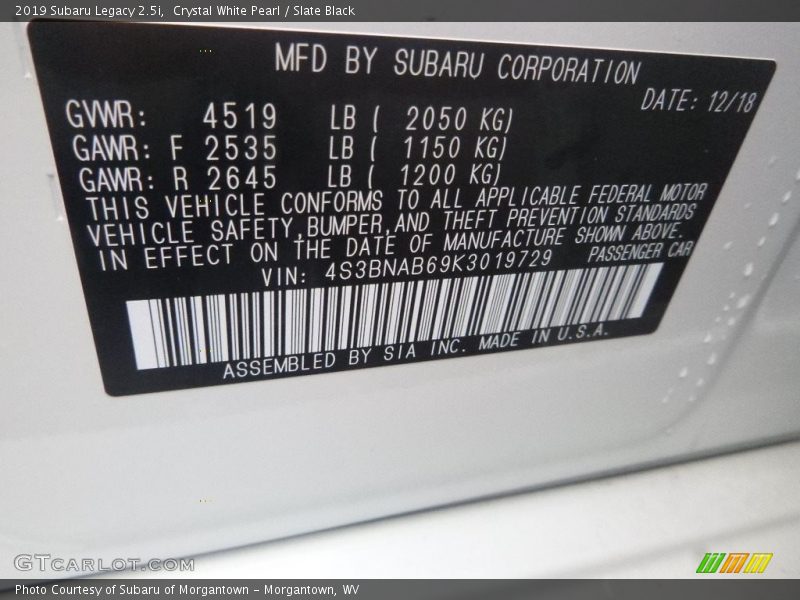 2019 Subaru Legacy 2.5i, Crystal White Pearl / Slate Black
MFD BY SUBARU CORPORATION
DATE: 12/18
GVWR: 4519 LB ( 2050 KG)
GAWR: F 2535 LB ( 1150 KG)
GAWR: R 2645 LB ( 1200 KG)
THIS VEHICLE CONFORMS TO ALL APPLICABLE FEDERAL MOTOR
VEHICLE SAFETY,BUMPER,AND THEFT PREVENTION STANDARDS
IN EFFECT ON THE DATE OF MANUFACTURE SHOWN ABOVE.
VIN: 4S3BNAB69K3019729 PASSENGER CAR
ASSEMBLED BY SIA INC. MADE IN U.S.A.
GTCARLOT.COM
Photo Courtesy of Subaru of Morgantown - Morgantown, WV